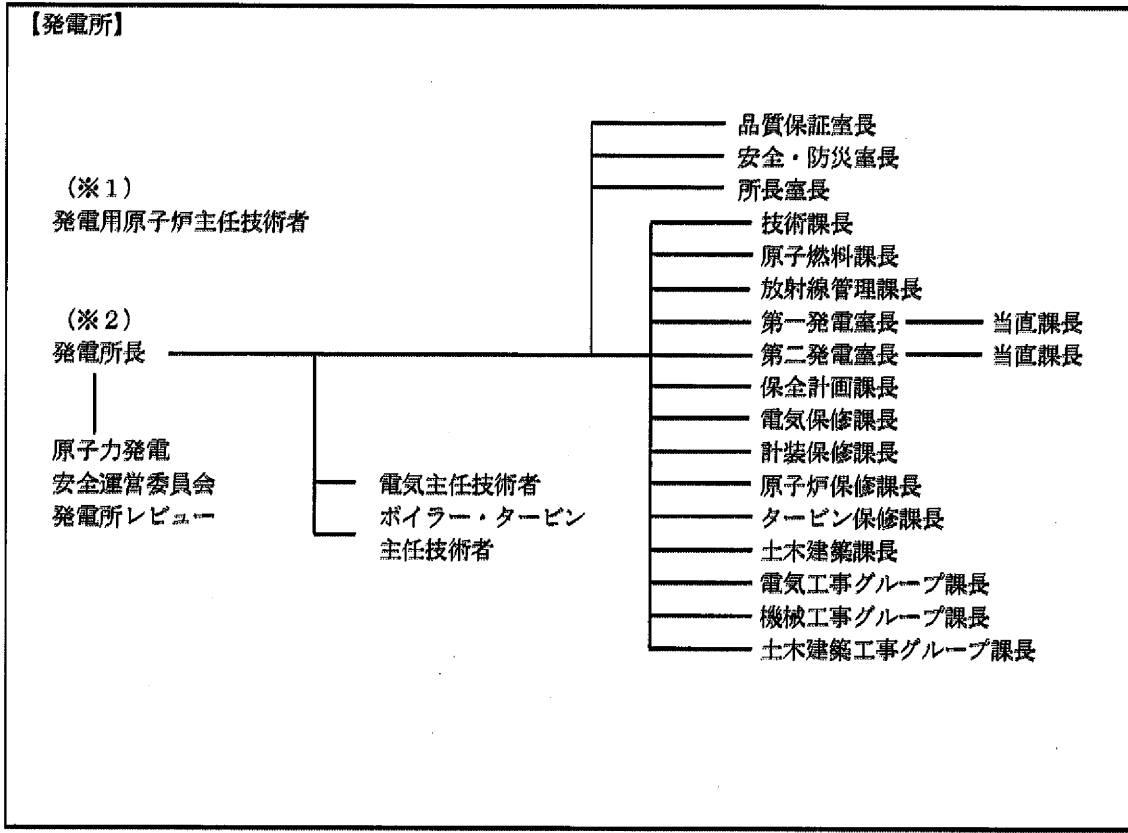 【発電所】
品質保証室長
安全・防災室長
所長室長
(※1)
発電用原子炉主任技術者
技術課長
原子燃料課長
放射線管理課長
(※2)
第一発電室長 当直課長
発電所長
第二発電室長 当直課長
保全計画課長
電気保修課長
原子力発電
安全運営委員会
発電所レビュー
計装保修課長
電気主任技術者
原子炉保修課長
ボイラー・タービン
主任技術者
タービン保修課長
土木建築課長
電気工事グループ課長
機械工事グループ課長
土木建築工事グループ課長